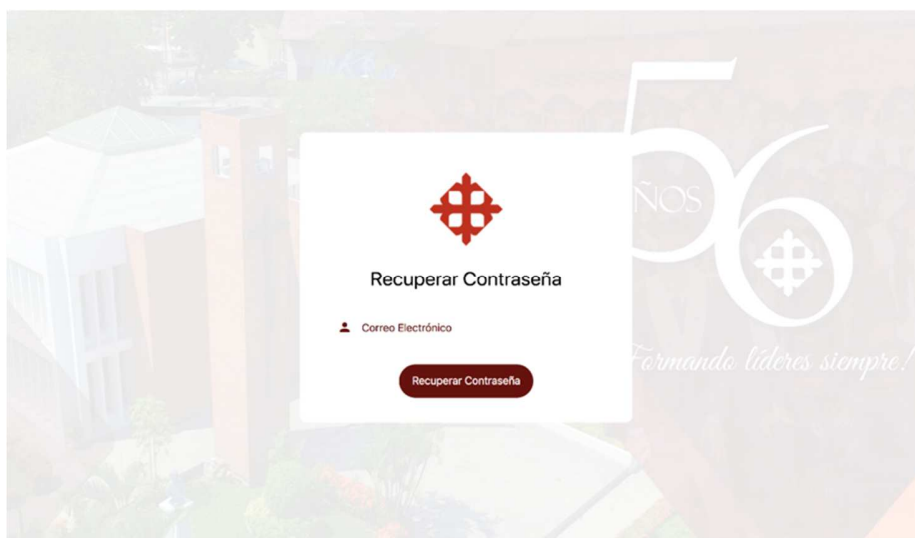 56
ÑOS
Recuperar Contraseña
Correo Electrónico
Formando líderes siempre!
Recuperar Contraseña